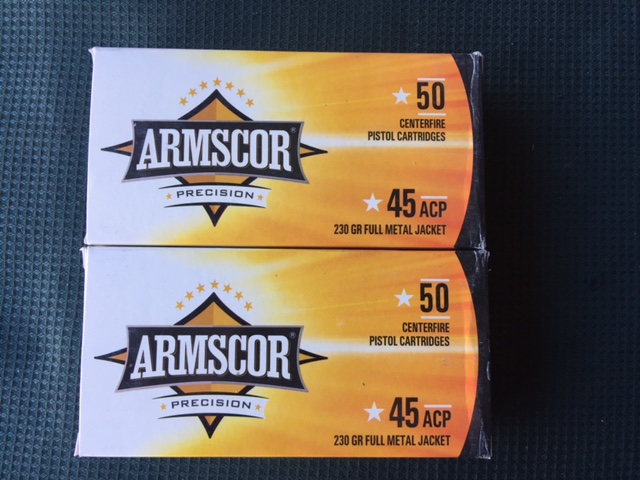 50
CENTERFIRE
PISTOL CARTRIDGES
ARMSCOR®
PRECISION
45 ACP
230 GR FULL METAL JACKET
50
CENTERFIRE
PISTOL CARTRIDGES
ARMSCOR®
PRECISION
45 ACP
230 GR FULL METAL JACKET